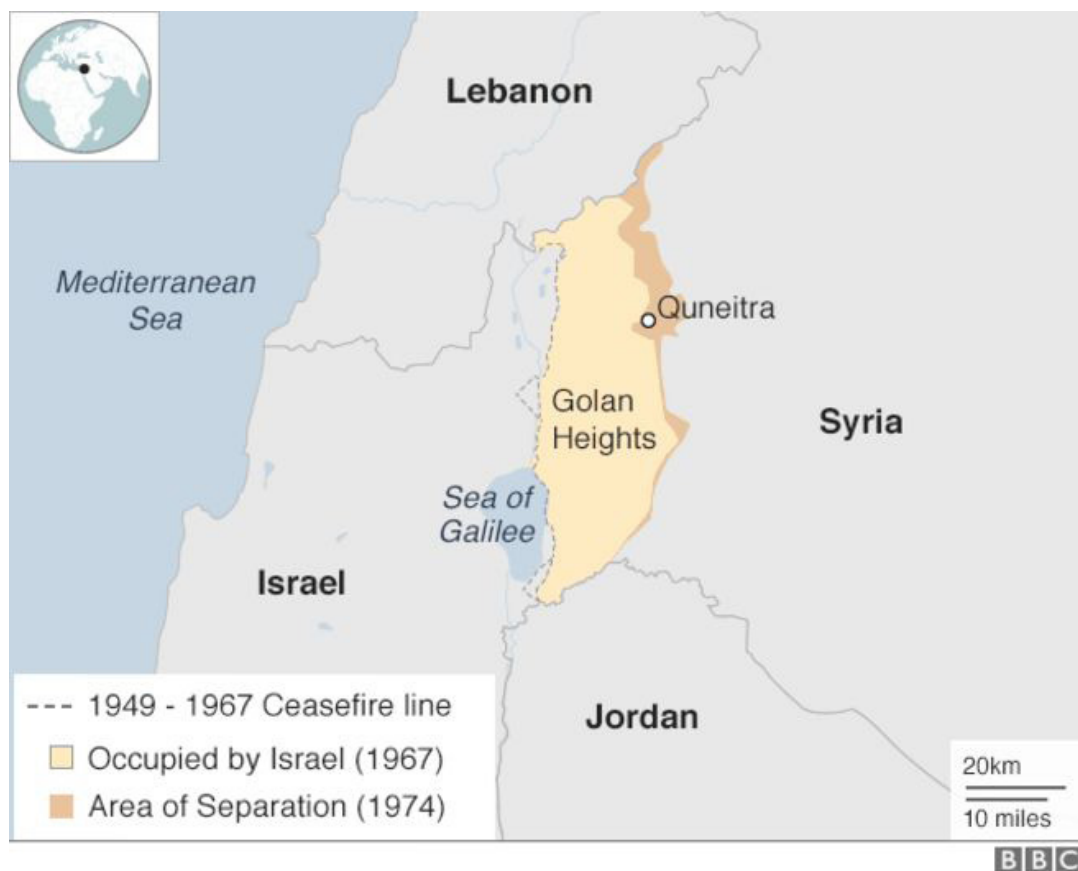 Lebanon
Mediterranean
Sea
Quneitra
Golan
Heights
Syria
Sea of
Galilee
Israel
Jordan
1949 - 1967 Ceasefire line
Occupied by Israel (1967)
Area of Separation (1974)
20km
10 miles
BBC